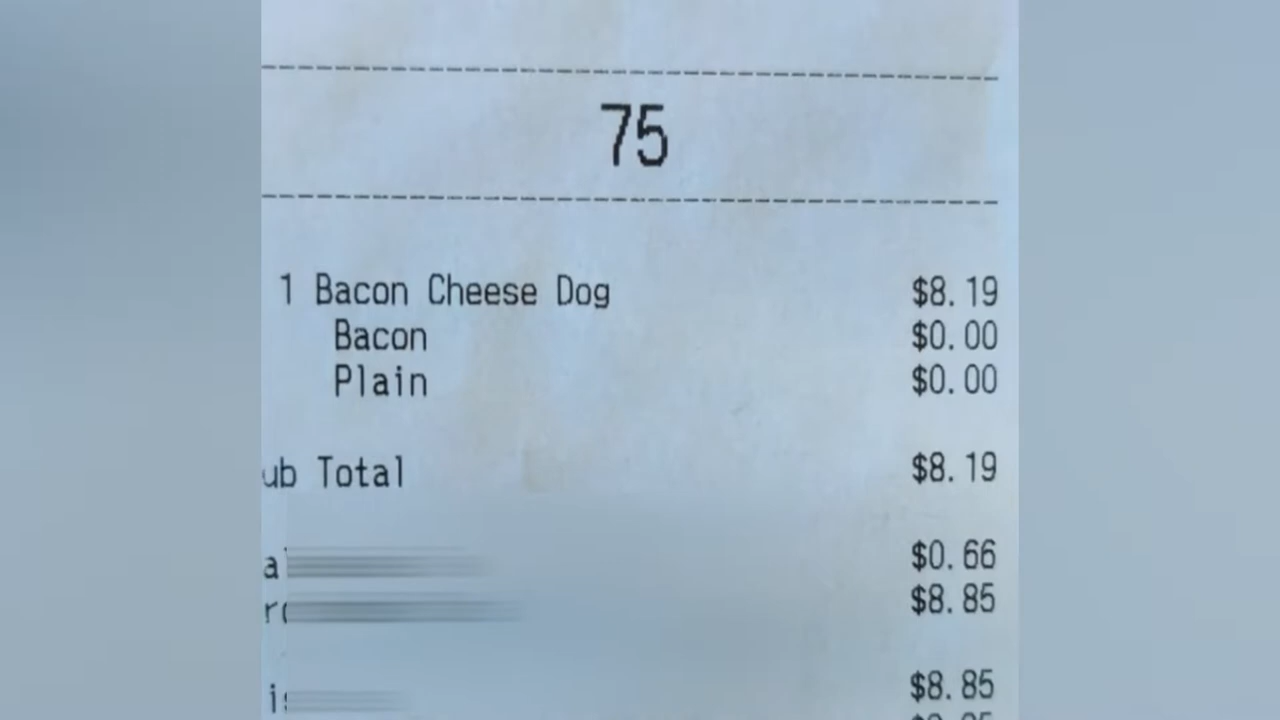 75
1 Bacon Cheese Dog $8.19
Bacon $0.00
Plain $0.00
ub Total $8.19
$0.66
$8.85
$8.85